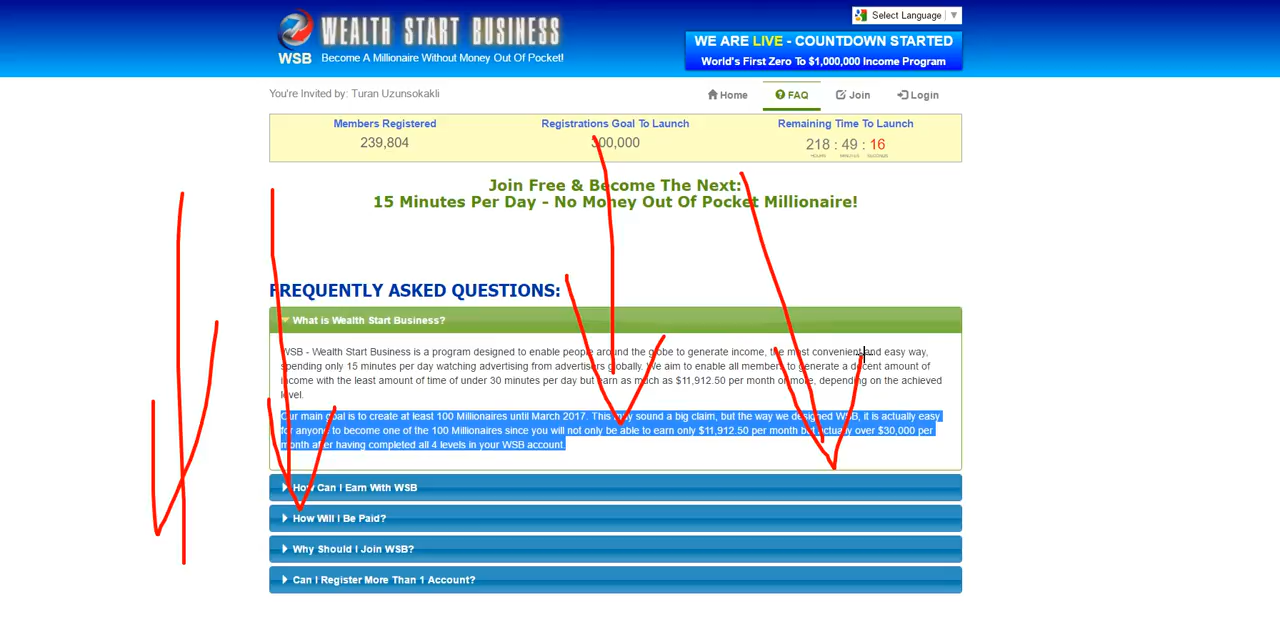 WEALTH START BUSINESS
WSB
Become A Millionaire Without Money Out Of Pocket!
Select Language ▼
WE ARE LIVE - COUNTDOWN STARTED
World's First Zero To $1,000,000 Income Program
You're Invited by: Turan Uzunsokakli
Home FAQ Join Login
Members Registered Registrations Goal To Launch Remaining Time To Launch
239,804 300,000 218 : 49 : 16
HOURS MINUTES SECONDS
Join Free & Become The Next:
15 Minutes Per Day - No Money Out Of Pocket Millionaire!
FREQUENTLY ASKED QUESTIONS:
What is Wealth Start Business?
WSB - Wealth Start Business is a program designed to enable people around the globe to generate income, the most convenient and easy way,
spending only 15 minutes per day watching advertising from advertisers globally. We aim to enable all members to generate a decent amount of
income with the least amount of time of under 30 minutes per day but earn as much as $11,912.50 per month or more, depending on the achieved
level.
Our main goal is to create at least 100 Millionaires until March 2017. This may sound a big claim, but the way we designed WSB, it is actually easy
for anyone to become one of the 100 Millionaires since you will not only be able to earn only $11,912.50 per month but actually over $30,000 per
month after having completed all 4 levels in your WSB account.
How Can I Earn With WSB
How Will I Be Paid?
Why Should I Join WSB?
Can I Register More Than 1 Account?